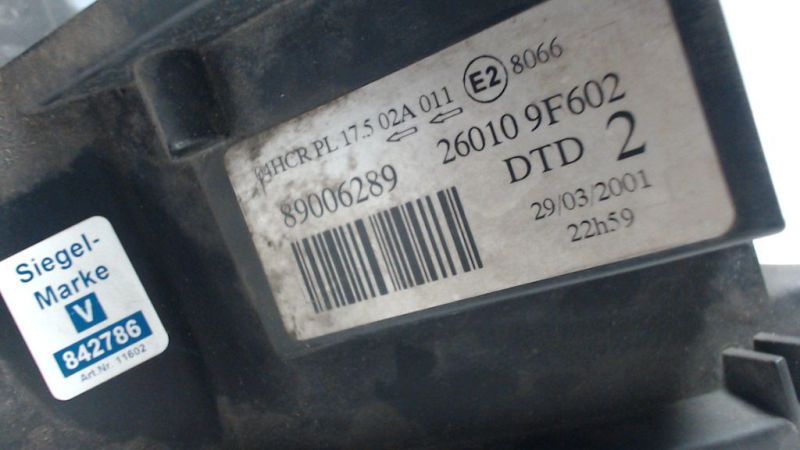 HCR PL 17.5 02A 011 E2 8066
89006289 26010 9F602
DTD 2
29/03/2001
22h59
Siegel-
Marke
V
842786
Art.Nr. 11602